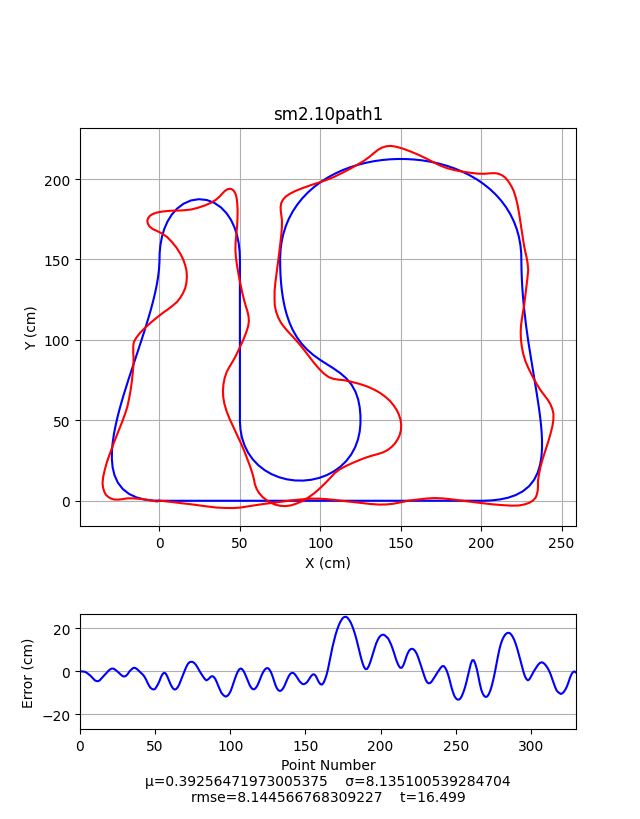 sm2.10path1
Y (cm)
200
150
100
50
0
0 50 100 150 200 250
X (cm)
Error (cm)
20
0
−20
0 50 100 150 200 250 300
Point Number
μ=0.39256471973005375 σ=8.135100539284704
rmse=8.144566768309227 t=16.499